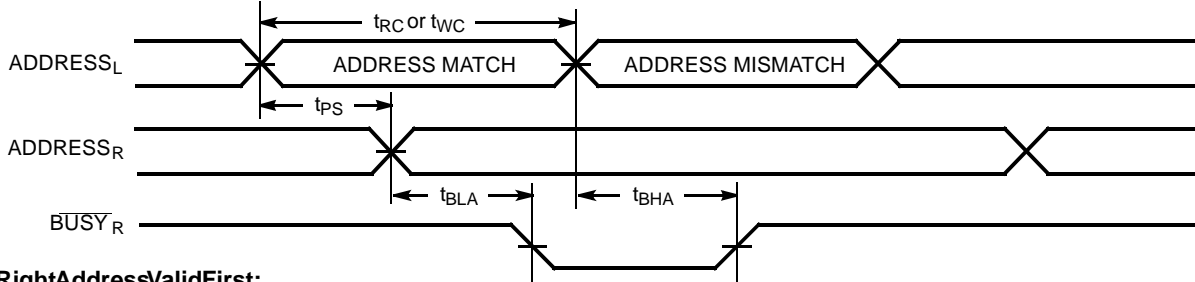 tRC or tWC
ADDRESSL ADDRESS MATCH ADDRESS MISMATCH
tPS
ADDRESSR
tBLA tBHA
BUSYR
RightAddressValidFirst: